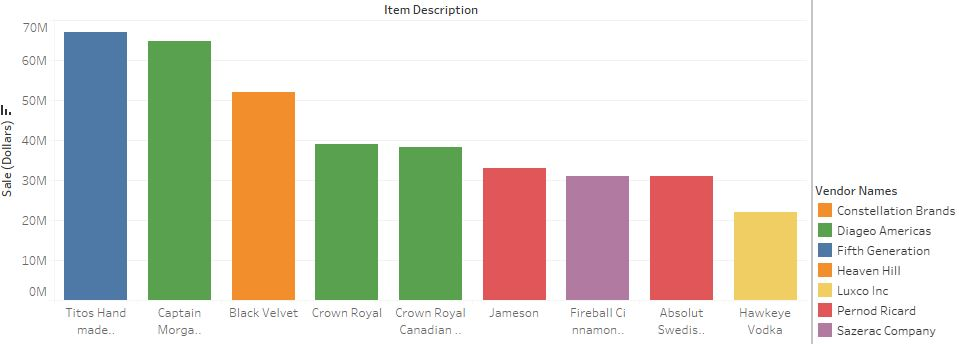 Item Description
70M
60M
50M
40M
30M
20M
10M
0M
Sale (Dollars)
Titos Hand
made..
Captain
Morga..
Black Velvet
Crown Royal
Crown Royal
Canadian ..
Jameson
Fireball Ci
nnamon..
Absolut
Swedis..
Hawkeye
Vodka
Vendor Names
Constellation Brands
Diageo Americas
Fifth Generation
Heaven Hill
Luxco Inc
Pernod Ricard
Sazerac Company